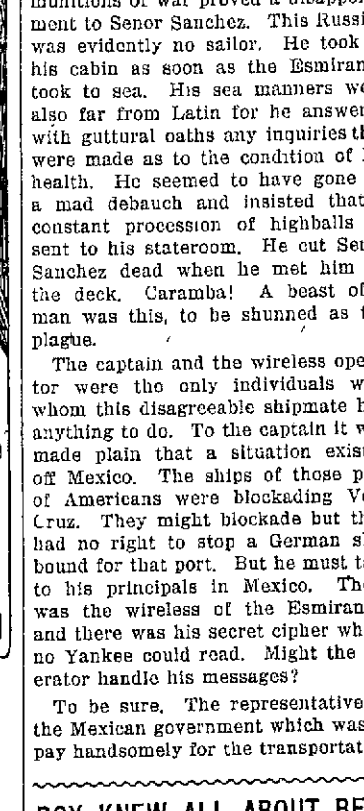 ment to Senor Sanchez. This Russi
was evidently no sailor. He took
his cabin as soon as the Esmiran
took to sea. His sea manners we
also far from Latin for he answer
with guttural oaths any inquiries th
were made as to the condition of
health. He seemed to have gone
a mad debauch and insisted that
constant procession of highballs
sent to his stateroom. He cut Sen
Sanchez dead when he met him
the deck. Caramba! A beast of
man was this, to be shunned as t
plague.
The captain and the wireless ope
tor were the only individuals w
whom this disagreeable shipmate h
anything to do. To the captain it w
made plain that a situation exis
off Mexico. The ships of those p
of Americans were blockading Ve
Cruz. They might blockade but th
had no right to stop a German s
bound for that port. But he must t
to his principals in Mexico. The
was the wireless of the Esmiran
and there was his secret cipher wh
no Yankee could read. Might the
erator handle his messages?
To be sure. The representative
the Mexican government which was
pay handsomely for the transportat
BOY KNEW ALL ABOUT BE